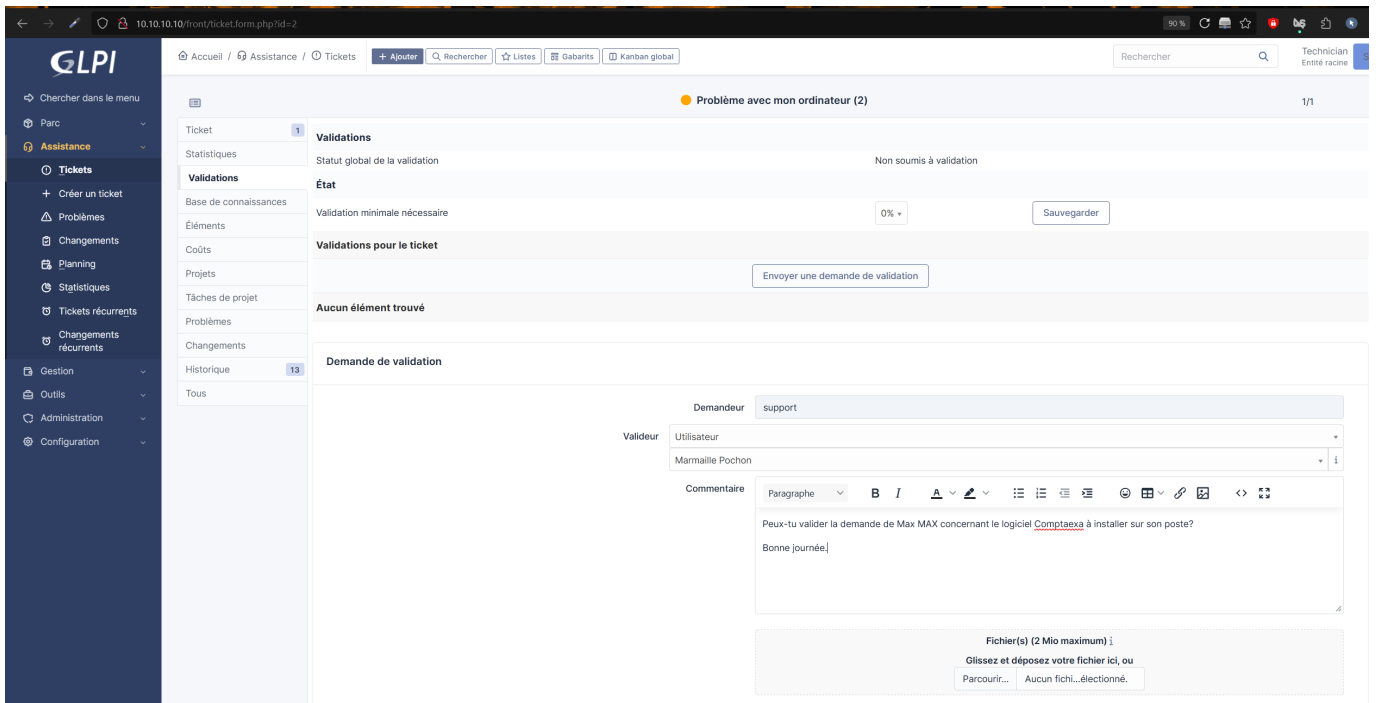 10.10.10.10/front/ticket.form.php?id=2
90 %
GLPI
Accueil / Assistance / Tickets
+ Ajouter
Rechercher
Listes
Gabarits
Kanban global
Rechercher
Technician
Entité racine
Chercher dans le menu
Parc
Assistance
Tickets
+ Créer un ticket
Problèmes
Changements
Planning
Statistiques
Tickets récurrents
Changements
récurrents
Gestion
Outils
Administration
Configuration
Problème avec mon ordinateur (2)
1/1
Ticket 1
Statistiques
Validations
Base de connaissances
Éléments
Coûts
Projets
Tâches de projet
Problèmes
Changements
Historique 13
Tous
Validations
Statut global de la validation Non soumis à validation
État
Validation minimale nécessaire 0% Sauvegarder
Validations pour le ticket
Envoyer une demande de validation
Aucun élément trouvé
Demande de validation
Demandeur support
Valideur Utilisateur
Marmaille Pochon i
Commentaire
Paragraphe B I A
Peux-tu valider la demande de Max MAX concernant le logiciel Comptaexa à installer sur son poste?
Bonne journée.
Fichier(s) (2 Mio maximum) i
Glissez et déposez votre fichier ici, ou
Parcourir... Aucun fichi...électionné.